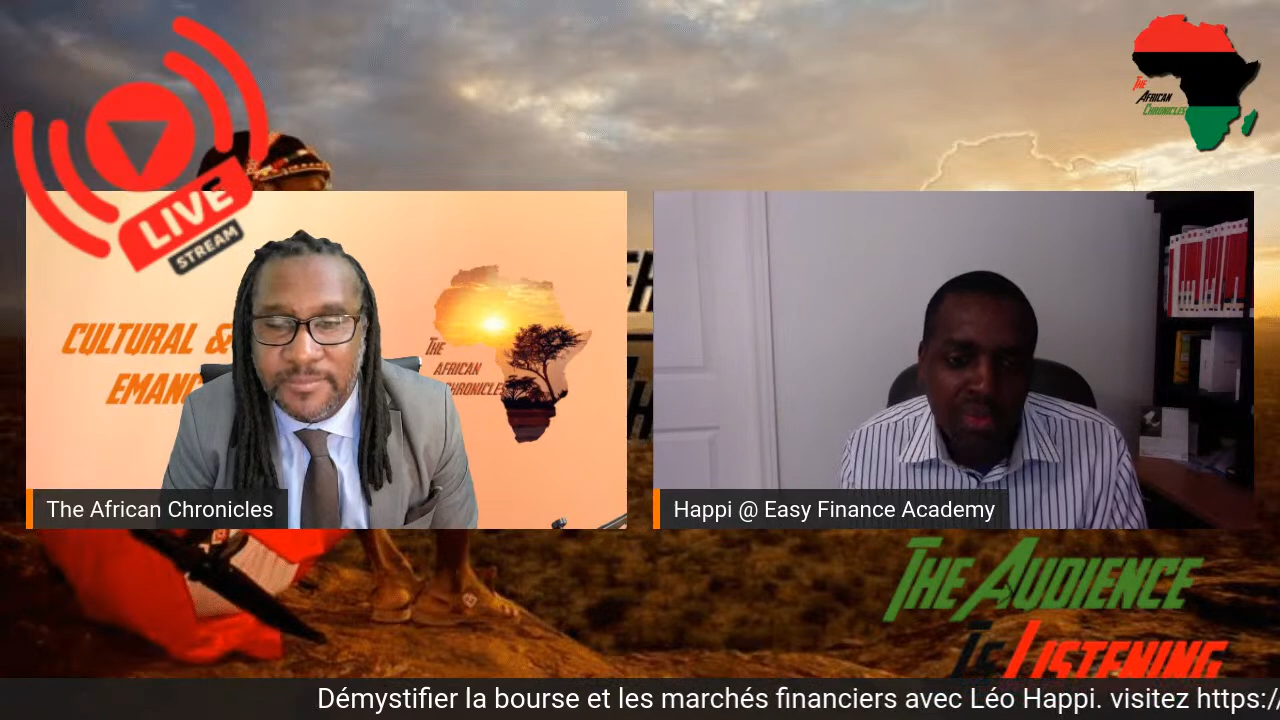 THE
AFRICAN
CHRONICLES
LIVE
STREAM
CULTURAL &
THE
AFRICAN
CHRONICLES
The African Chronicles
Happi @ Easy Finance Academy
THE AUDIENCE
IS LISTENING
Démystifier la bourse et les marchés financiers avec Léo Happi. visitez https:/